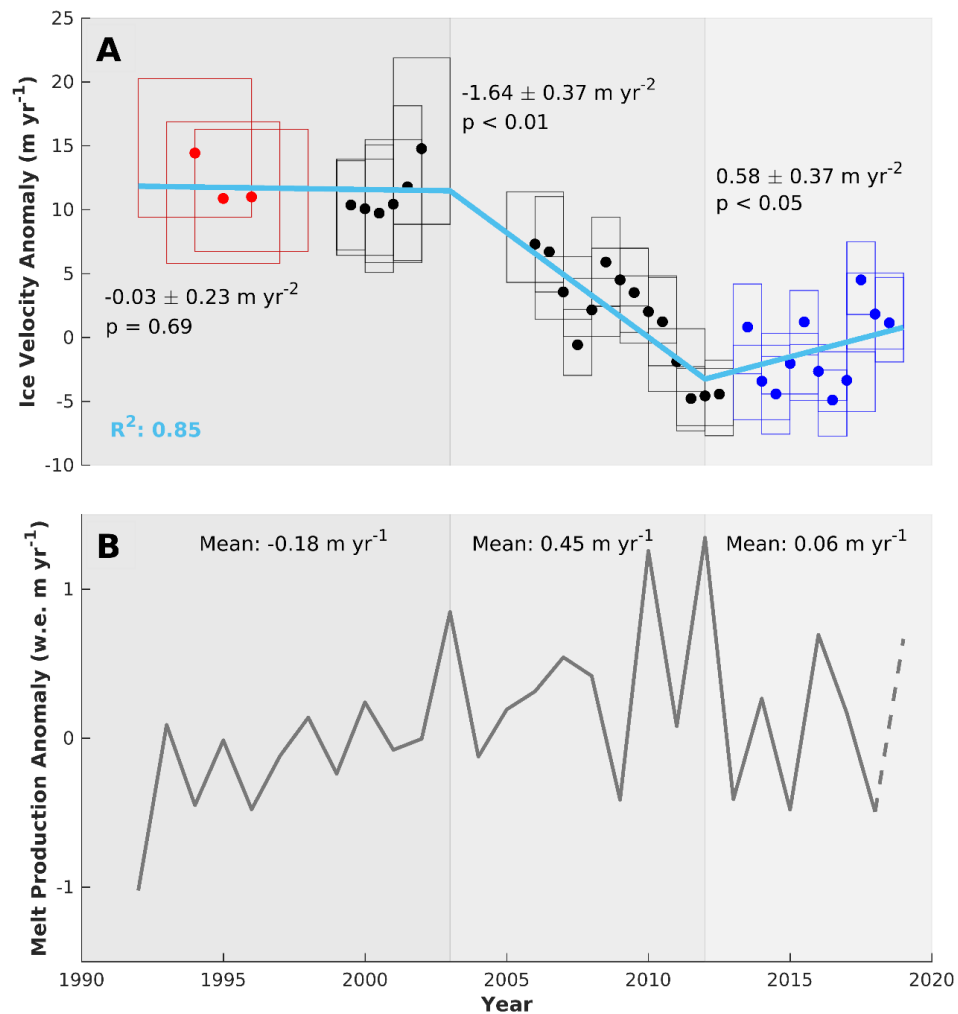 A
25
20
15
10
5
0
-5
-10
Ice Velocity Anomaly (m yr⁻¹)
-1.64 ± 0.37 m yr⁻²
p < 0.01
0.58 ± 0.37 m yr⁻²
p < 0.05
-0.03 ± 0.23 m yr⁻²
p = 0.69
R²: 0.85
B
Mean: -0.18 m yr⁻¹
Mean: 0.45 m yr⁻¹
Mean: 0.06 m yr⁻¹
1
0
-1
Melt Production Anomaly (w.e. m yr⁻¹)
1990 1995 2000 2005 2010 2015 2020
Year